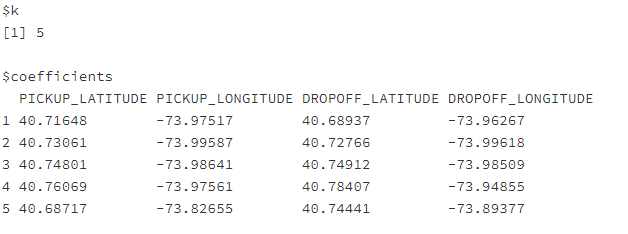 $k
[1] 5
$coefficients
PICKUP_LATITUDE PICKUP_LONGITUDE DROPOFF_LATITUDE DROPOFF_LONGITUDE
1 40.71648 -73.97517 40.68937 -73.96267
2 40.73061 -73.99587 40.72766 -73.99618
3 40.74801 -73.98641 40.74912 -73.98509
4 40.76069 -73.97561 40.78407 -73.94855
5 40.68717 -73.82655 40.74441 -73.89377